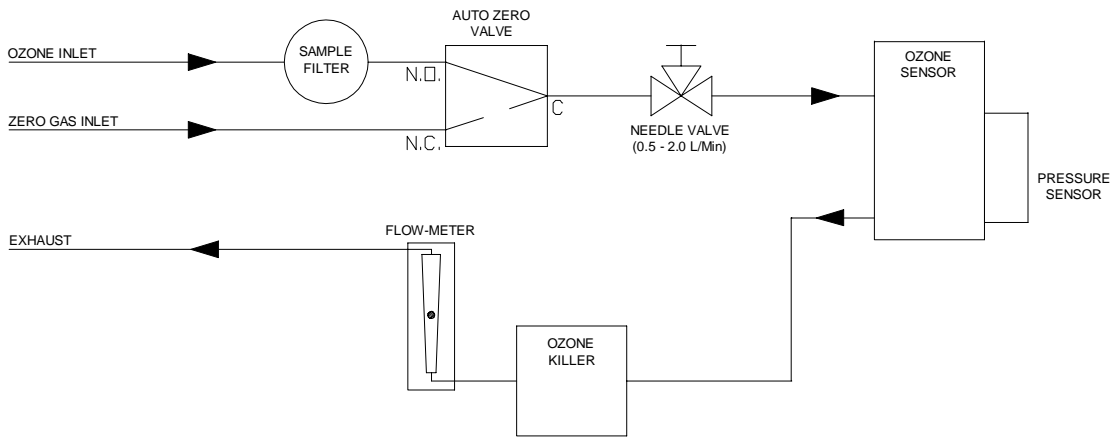 AUTO ZERO
VALVE
OZONE INLET
SAMPLE
FILTER
N.O.
C
ZERO GAS INLET
N.C.
NEEDLE VALVE
(0.5 - 2.0 L/Min)
OZONE
SENSOR
PRESSURE
SENSOR
EXHAUST
FLOW-METER
OZONE
KILLER